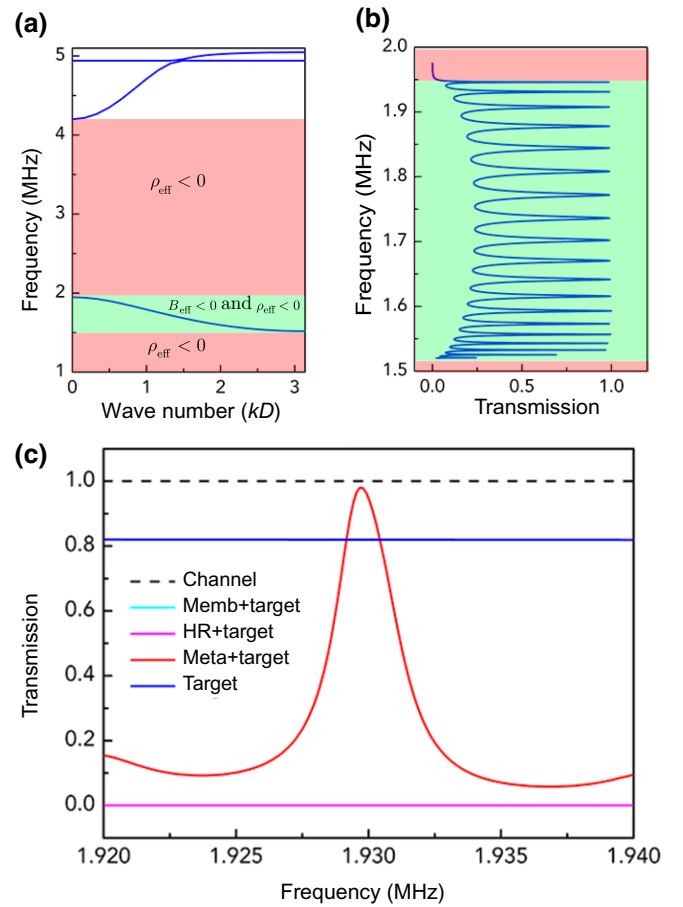 (a)
5
4
3
2
1
0
1
2
3
Frequency (MHz)
Wave number (kD)
ρeff < 0
Beff < 0 and ρeff < 0
ρeff < 0
(b)
2.0
1.9
1.8
1.7
1.6
1.5
0.0
0.5
1.0
Frequency (MHz)
Transmission
(c)
1.0
0.8
0.6
0.4
0.2
0.0
Transmission
Channel
Memb+target
HR+target
Meta+target
Target
1.920
1.925
1.930
1.935
1.940
Frequency (MHz)